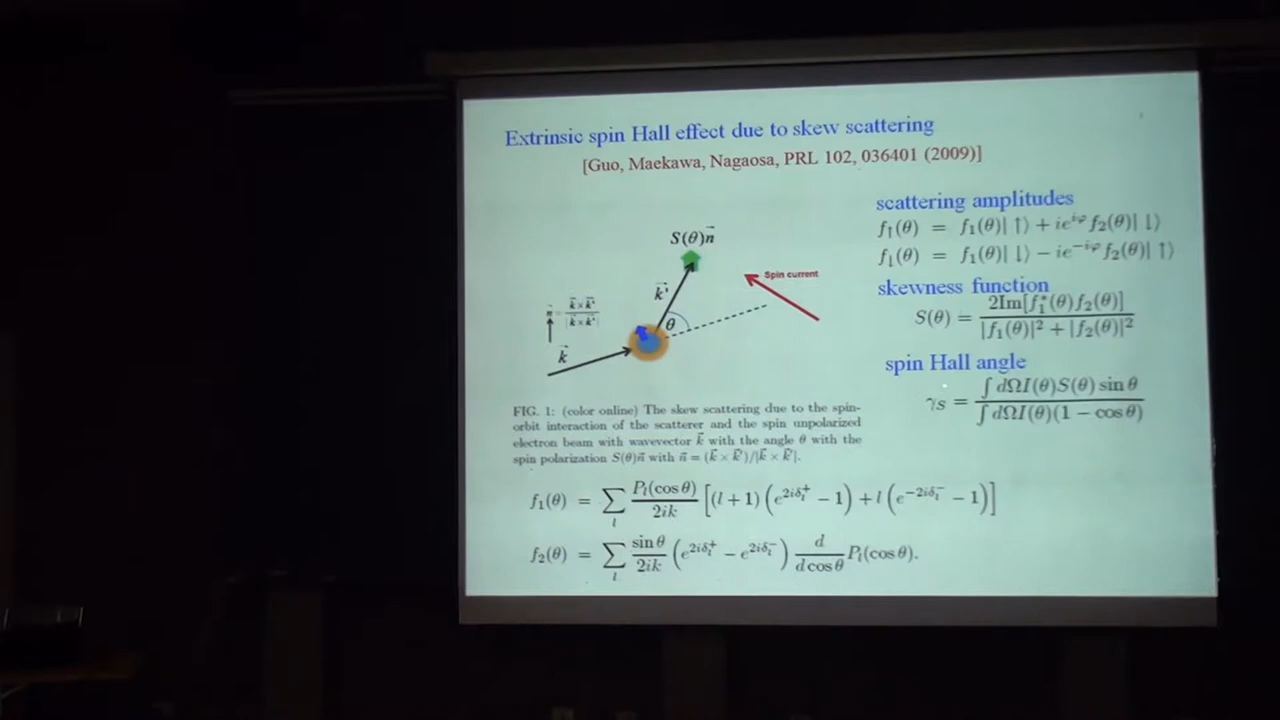 Extrinsic spin Hall effect due to skew scattering
[Guo, Maekawa, Nagaosa, PRL 102, 036401 (2009)]
scattering amplitudes
f↑(θ) = f₁(θ)| ↑⟩ + ie^{iφ} f₂(θ)| ↓⟩
f↓(θ) = f₁(θ)| ↓⟩ − ie^{−iφ} f₂(θ)| ↑⟩
skewness function
S(θ) = 2Im[f₁*(θ)f₂(θ)] / |f₁(θ)|² + |f₂(θ)|²
spin Hall angle
γ_S = ∫ dΩI(θ)S(θ) sin θ / ∫ dΩI(θ)(1 − cos θ)
S(θ)n⃗
Spin current
k⃗'
θ
n⃗ = k⃗×k⃗' / |k⃗×k⃗'|
k⃗
FIG. 1: (color online) The skew scattering due to the spin-
orbit interaction of the scatterer and the spin unpolarized
electron beam with wavevector k⃗ with the angle θ with the
spin polarization S(θ)n⃗ with n⃗ = (k⃗ × k⃗')/|k⃗ × k⃗'|.
f₁(θ) = ∑_l P_l(cos θ) / 2ik [(l + 1) (e^{2iδ_l^+} − 1) + l (e^{−2iδ_l^−} − 1)]
f₂(θ) = ∑_l sin θ / 2ik (e^{2iδ_l^+} − e^{2iδ_l^−}) d / d cos θ P_l(cos θ).